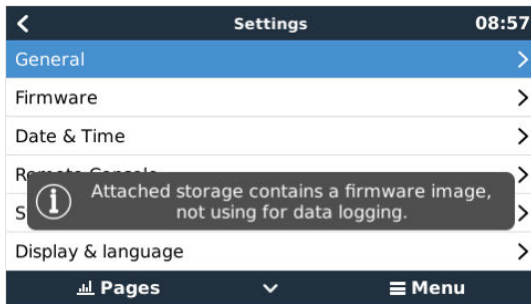 Settings
08:57
General
Firmware
Date & Time
Attached storage contains a firmware image,
not using for data logging.
Display & language
Pages
Menu